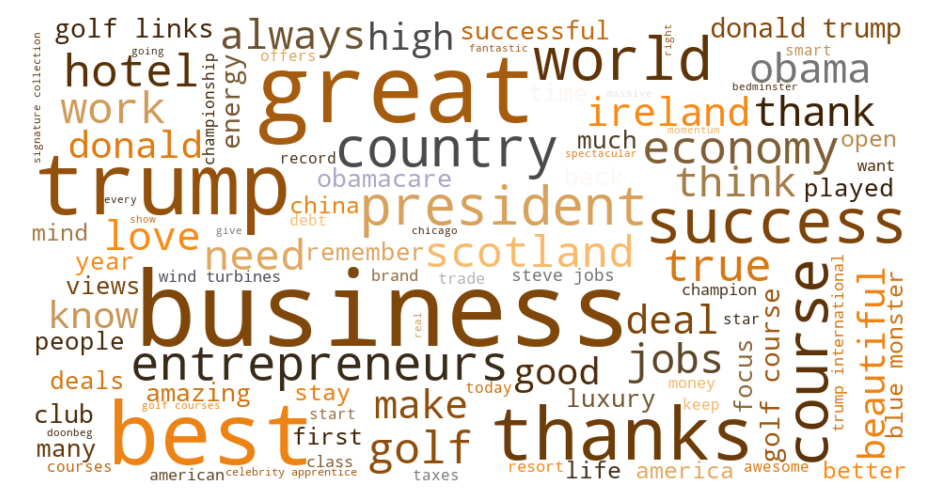 golf links
going
always
high
successful
fantastic
right
donald trump
signature collection
hotel
championship
energy
offers
great
world
smart
obama
bedminster
work
time
massive
ireland
thank
donald
record
country
much
momentum
spectacular
economy
open
want
trump
every
obamacare
back
think
played
china
president
success
mind
show
love
debt
give
chicago
year
need
remember
scotland
true
views
wind turbines
brand
trade
steve jobs
champion
know
business
real
deal
star
course
trump international
beautiful
blue monster
people
entrepreneurs
good
jobs
focus
golf course
deals
amazing
stay
today
money
luxury
keep
club
golf courses
best
start
make
thanks
doonbeg
many
first
golf
courses
class
american
celebrity apprentice
taxes
resort
life
america
awesome
better